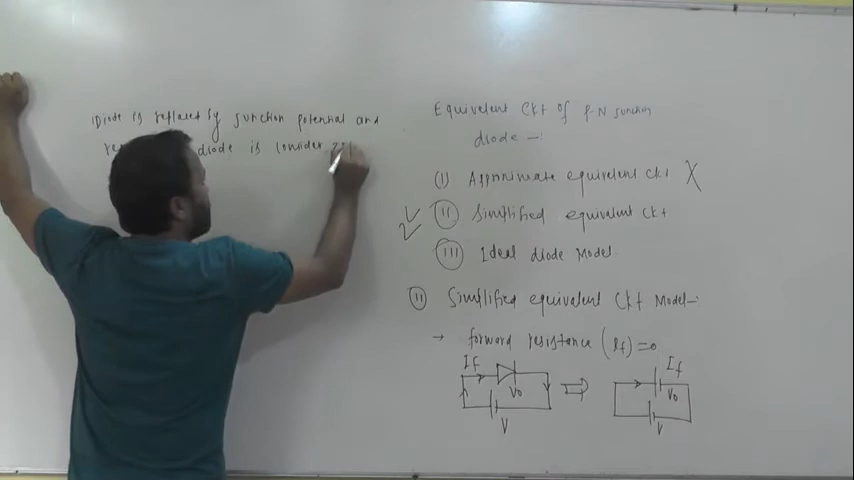 Diode is replaced by junction potential and
diode is consider
Equivalent Ckt of P-N junction
diode -:
(I) Approximate equivalent Ckt X
(II) Simplified equivalent Ckt
(III) Ideal diode Model.
(II) Simplified equivalent Ckt Model-:
→ forward resistance (Rf)=0
If
V0
V
If
V0
V